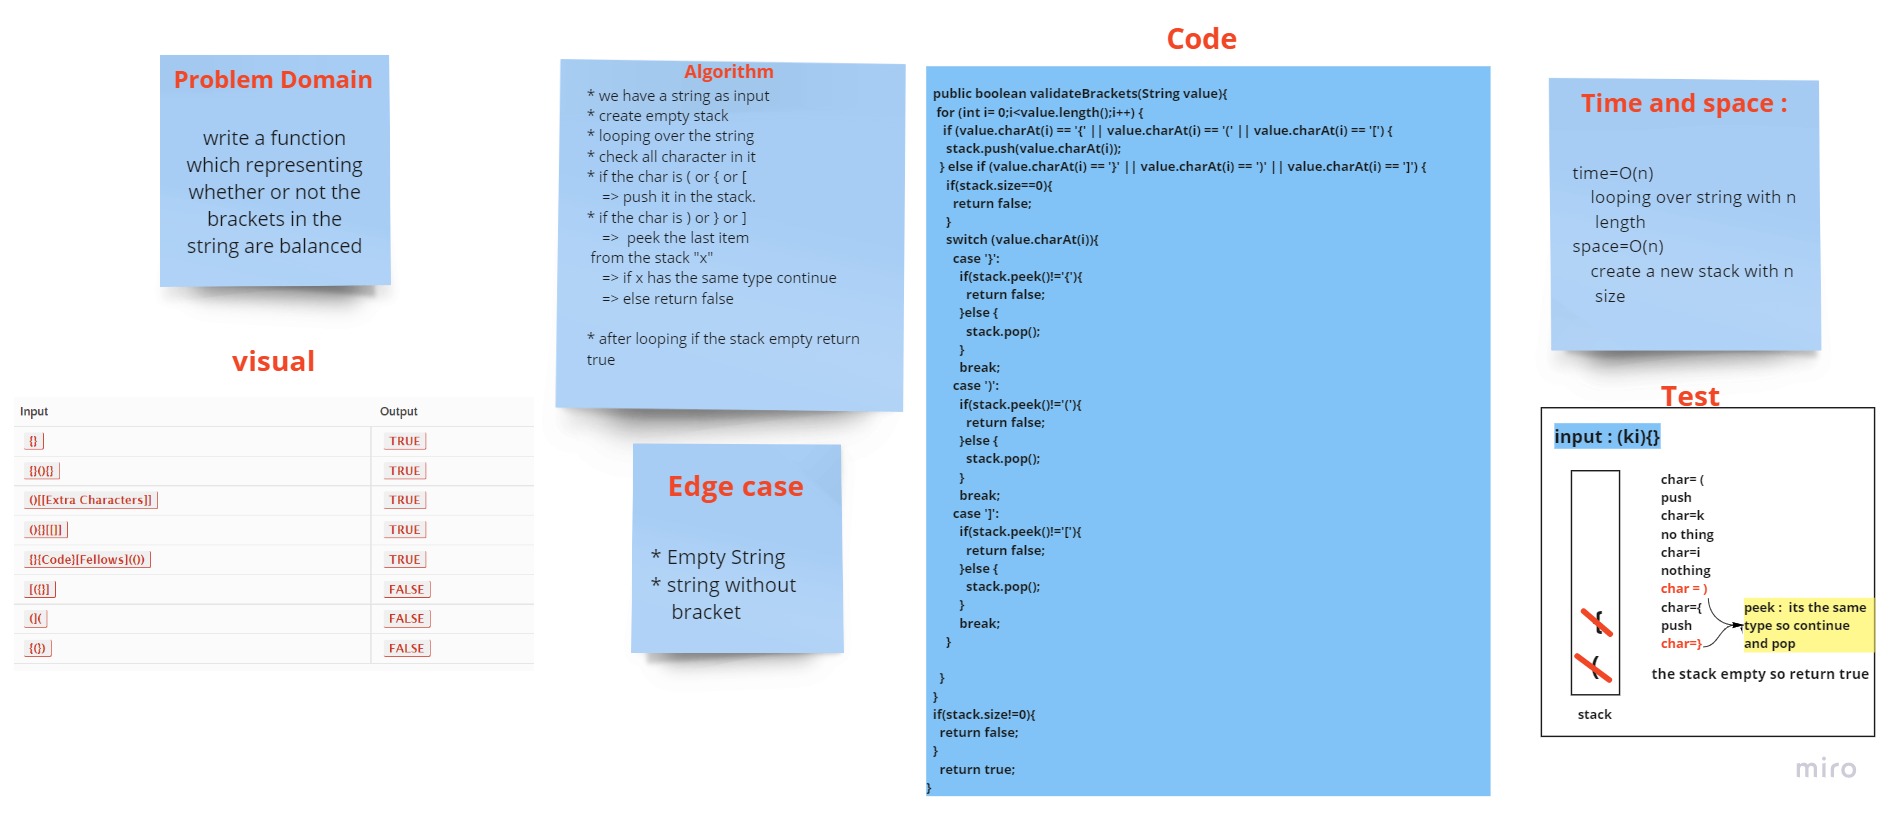 Problem Domain
write a function
which representing
whether or not the
brackets in the
string are balanced
visual
Input Output
{} TRUE
{}(){} TRUE
()[[Extra Characters]] TRUE
(){}[[]] TRUE
{}{Code}[Fellows](()) TRUE
[({}] FALSE
(]( FALSE
{(}) FALSE
Algorithm
* we have a string as input
* create empty stack
* looping over the string
* check all character in it
* if the char is ( or { or [
=> push it in the stack.
* if the char is ) or } or ]
=> peek the last item
from the stack "x"
=> if x has the same type continue
=> else return false
* after looping if the stack empty return
true
Edge case
* Empty String
* string without
bracket
Code
public boolean validateBrackets(String value){
for (int i= 0;i<value.length();i++) {
if (value.charAt(i) == '{' || value.charAt(i) == '(' || value.charAt(i) == '[') {
stack.push(value.charAt(i));
} else if (value.charAt(i) == '}' || value.charAt(i) == ')' || value.charAt(i) == ']') {
if(stack.size==0){
return false;
}
switch (value.charAt(i)){
case '}':
if(stack.peek()!='{'){
return false;
}else {
stack.pop();
}
break;
case ')':
if(stack.peek()!='('){
return false;
}else {
stack.pop();
}
break;
case ']':
if(stack.peek()!='['){
return false;
}else {
stack.pop();
}
break;
}
}
}
if(stack.size!=0){
return false;
}
return true;
}
Time and space :
time=O(n)
looping over string with n
length
space=O(n)
create a new stack with n
size
Test
input : (ki){}
char= (
push
char=k
no thing
char=i
nothing
char = )
char={
push
char=}
peek : its the same
type so continue
and pop
{
(
the stack empty so return true
stack
miro